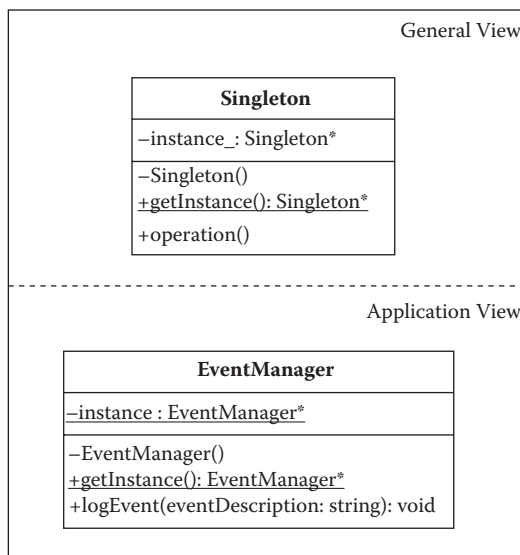 General View
Singleton
–instance_: Singleton*
–Singleton()
+getInstance(): Singleton*
+operation()
Application View
EventManager
–instance : EventManager*
–EventManager()
+getInstance(): EventManager*
+logEvent(eventDescription: string): void